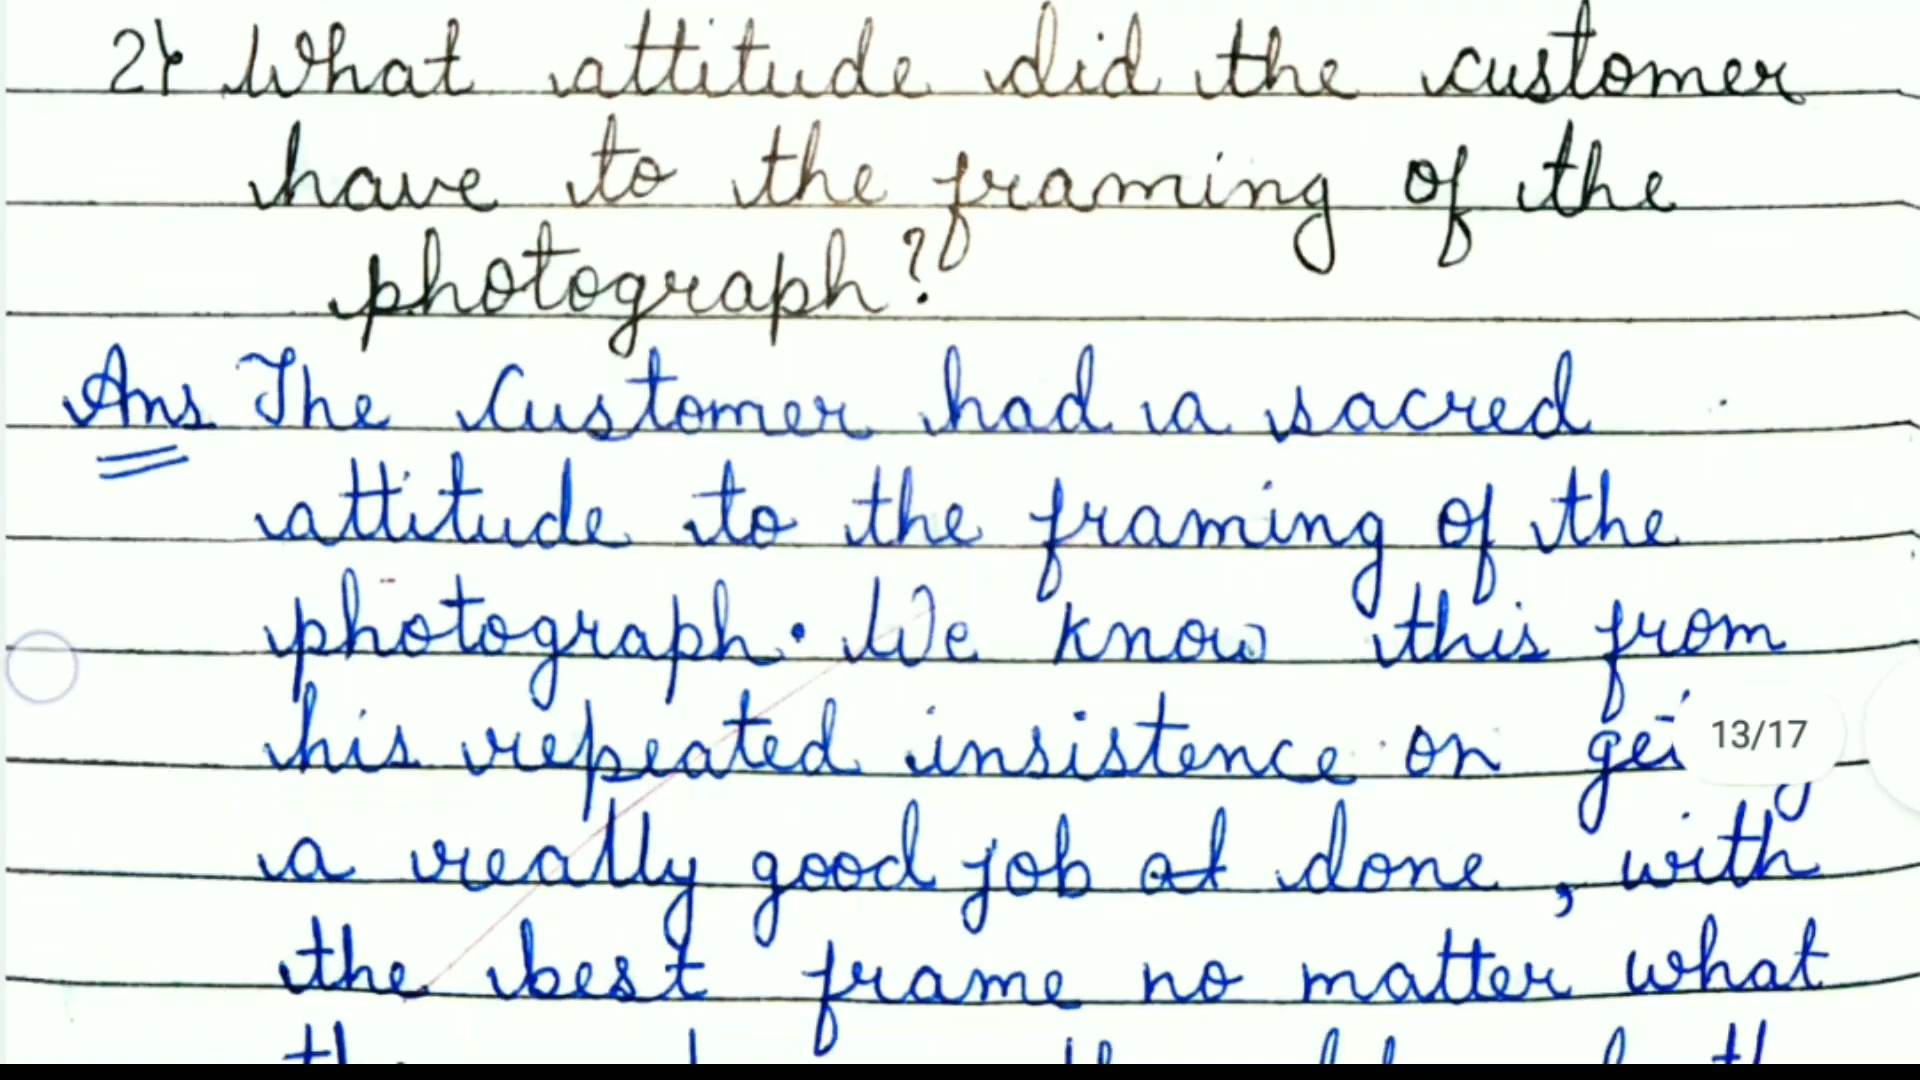 2) What attitude did the customer
have to the framing of the
photograph?
Ans The Customer had a sacred
attitude to the framing of the
photograph. We know this from
his repeated insistence on
13/17
a really good job at done, with
the best frame no matter what